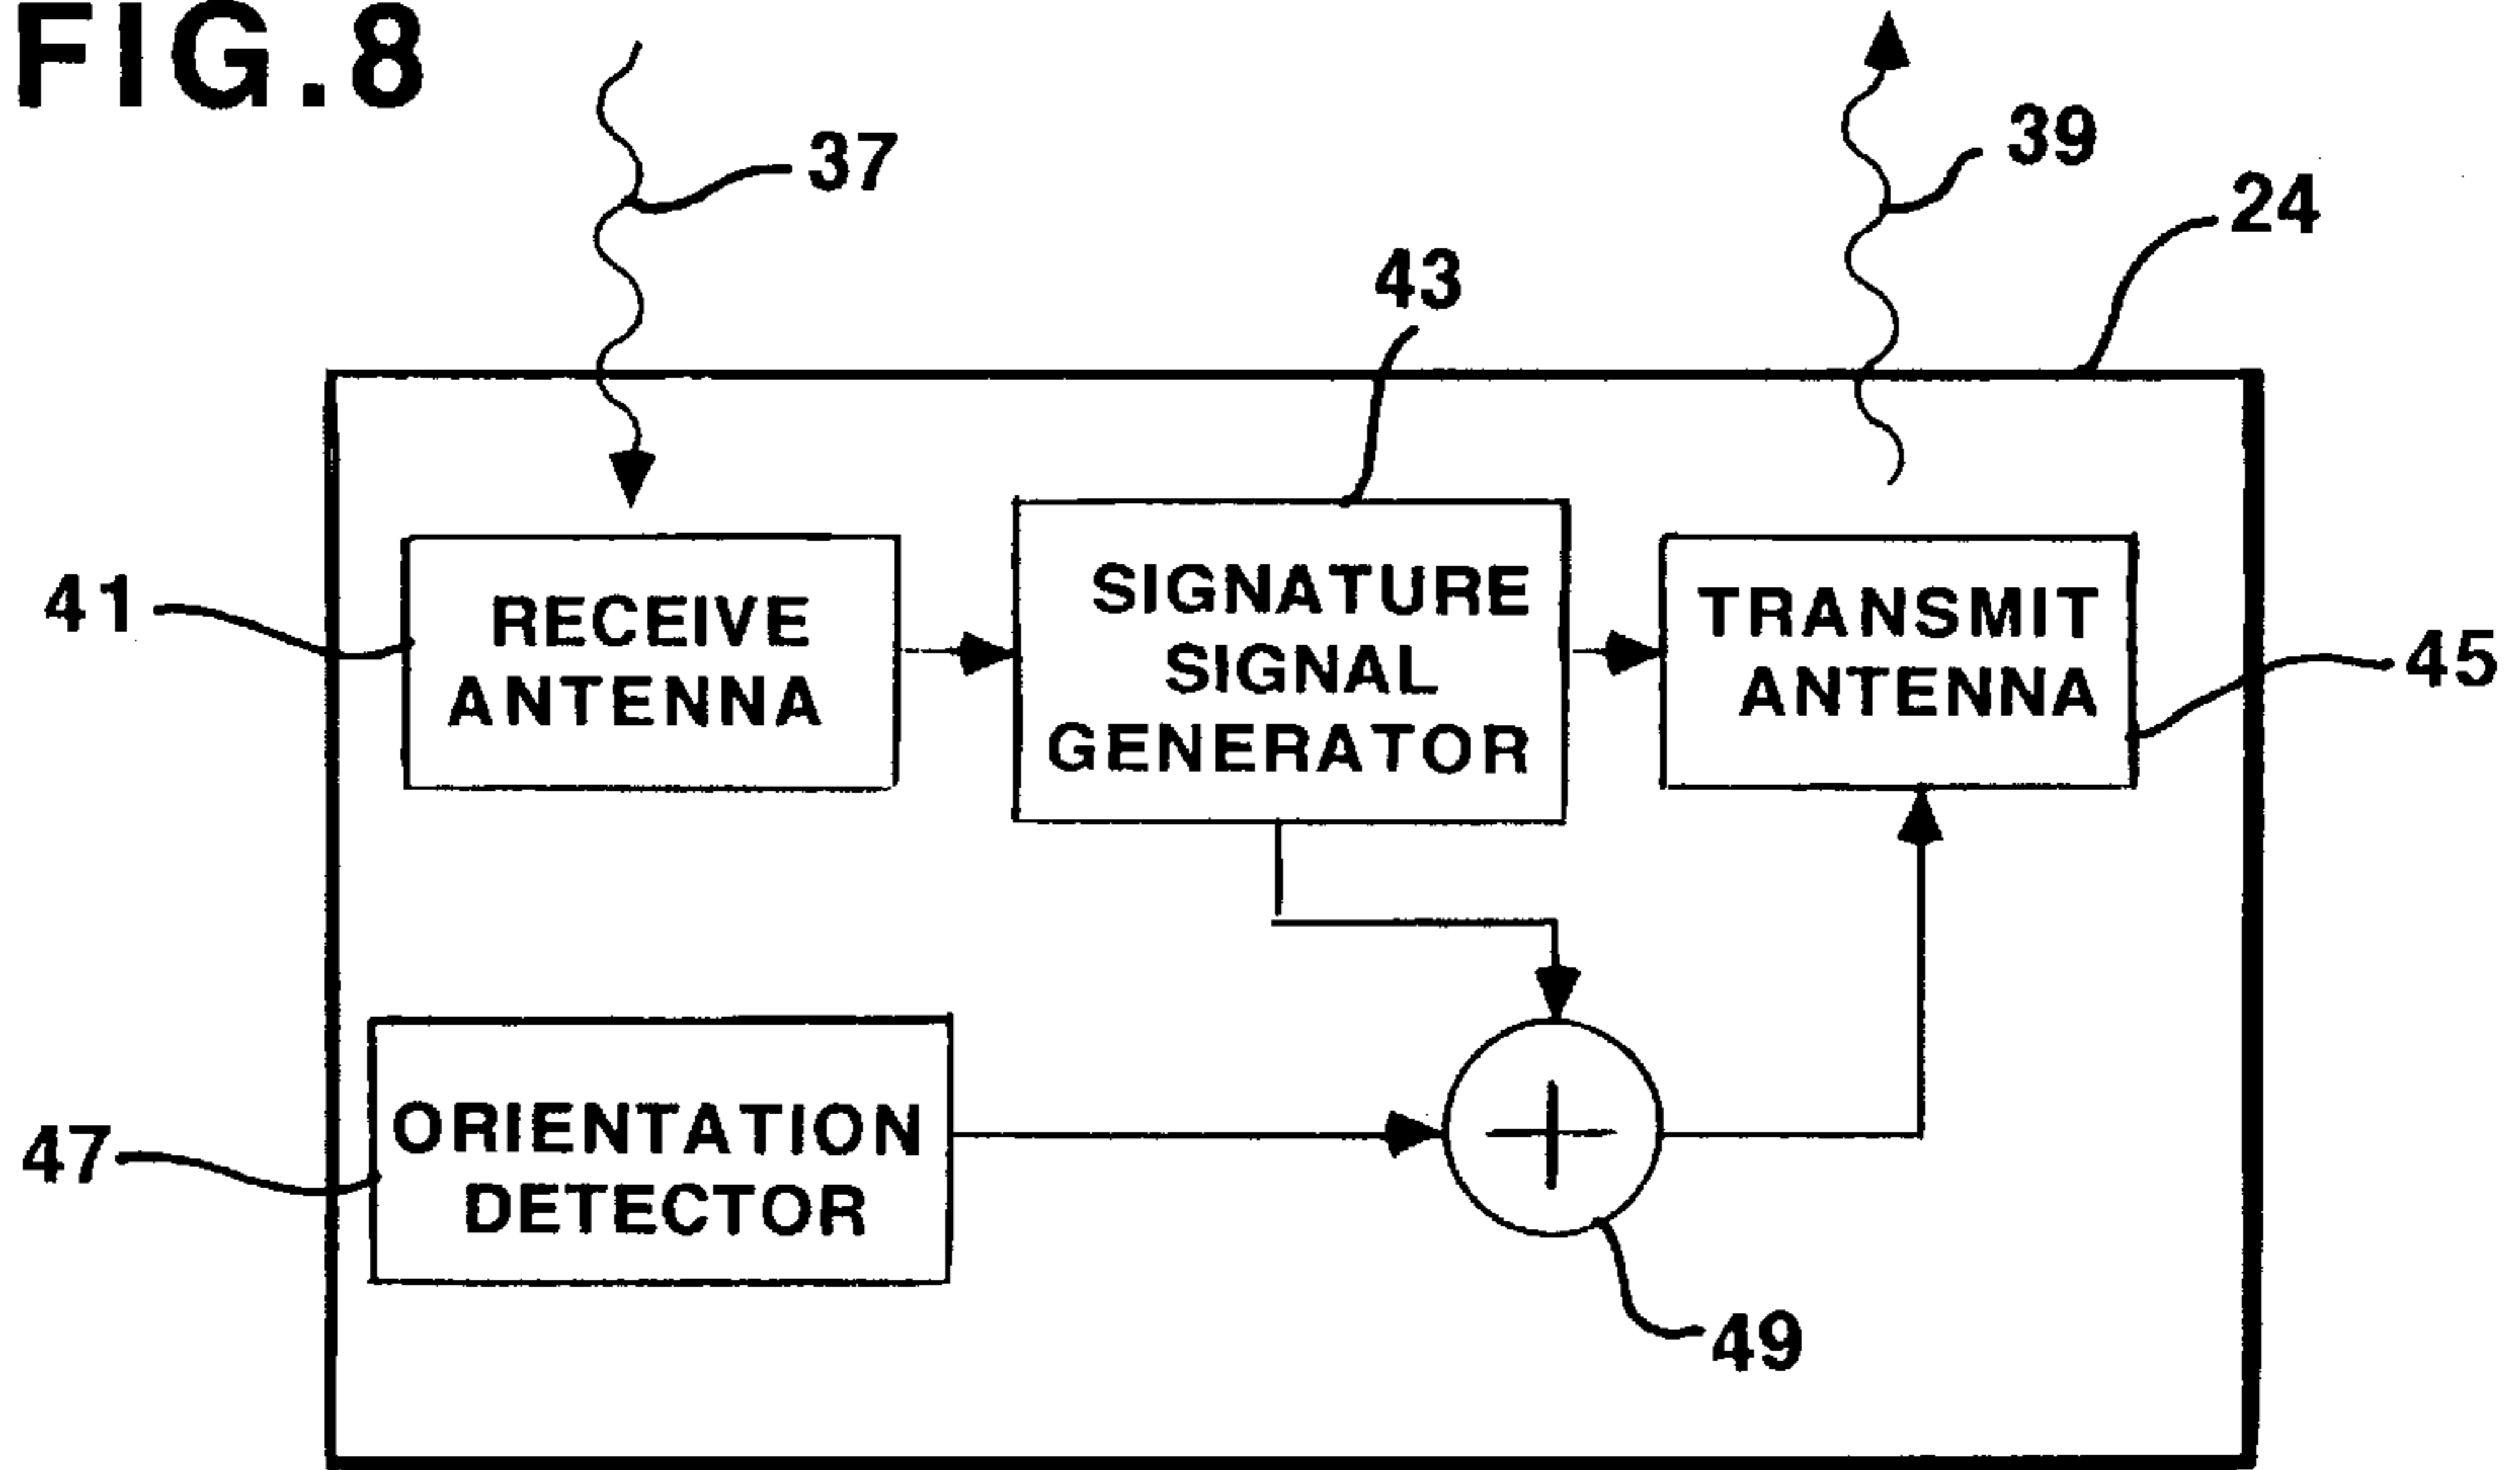 FIG.8
37
39
24
43
41
RECEIVE
ANTENNA
SIGNATURE
SIGNAL
GENERATOR
TRANSMIT
ANTENNA
45
47
ORIENTATION
DETECTOR
49